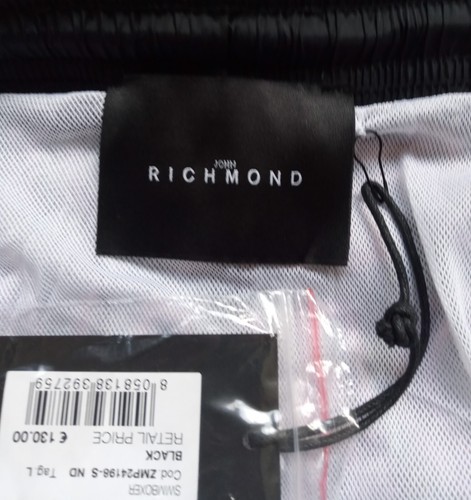 JOHN
RICHMOND
SWIMBOXER
Cod ZMP24198-S ND Tag L
BLACK
RETAIL PRICE
€ 130.00
8 058138 392759